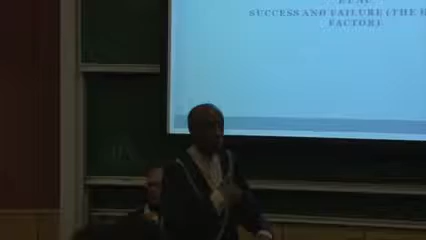 SUCCESS AND FAILURE (THE
FACTOR)